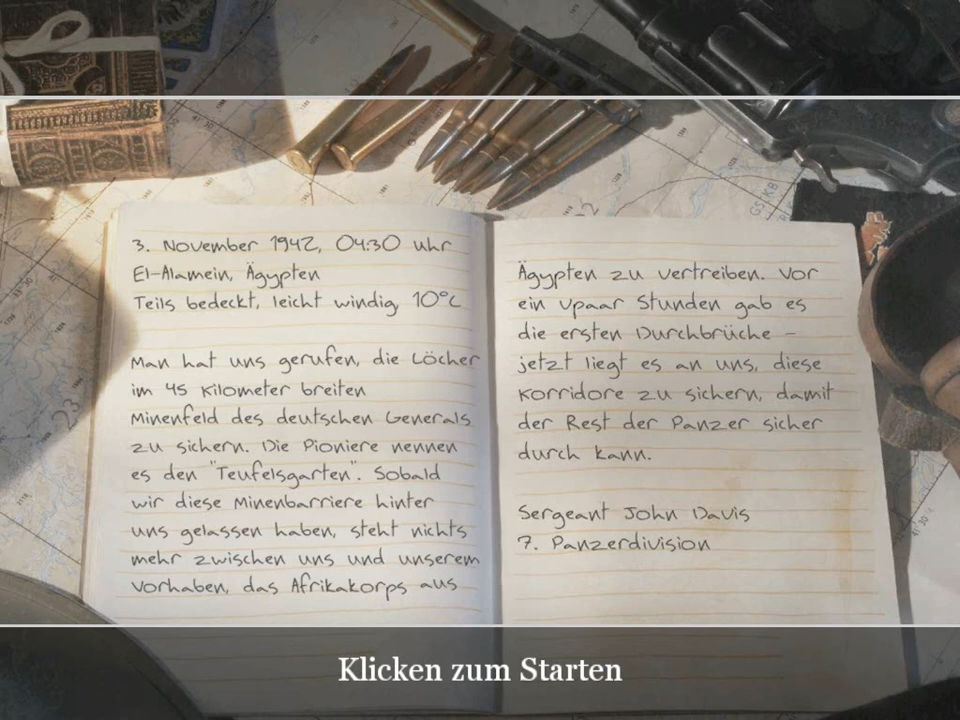 3. November 1942, 04:30 Uhr
El-Alamein, Ägypten
Teils bedeckt, leicht windig 10°C
Man hat uns gerufen, die Löcher
im 45 Kilometer breiten
Minenfeld des deutschen Generals
zu sichern. Die Pioniere nennen
es den "Teufelsgarten". Sobald
wir diese Minenbarriere hinter
uns gelassen haben, steht nichts
mehr zwischen uns und unserem
Vorhaben, das Afrikakorps aus
Ägypten zu vertreiben. Vor
ein vpaar Stunden gab es
die ersten Durchbrüche –
jetzt liegt es an uns, diese
Korridore zu sichern, damit
der Rest der Panzer sicher
durch kann.
Sergeant John Davis
7. Panzerdivision
Klicken zum Starten